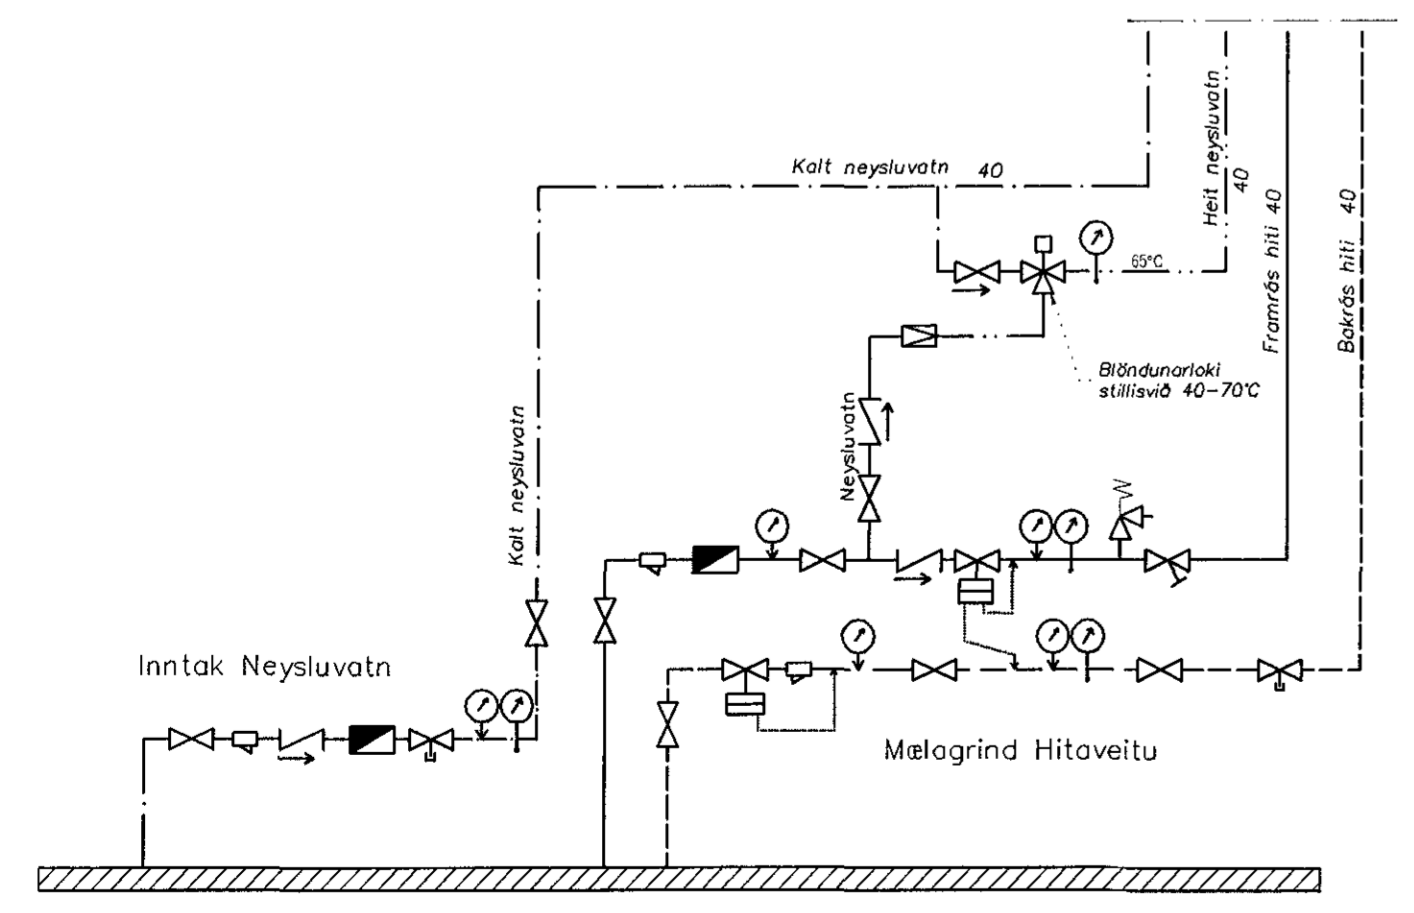 Kalt neysluvatn 40
Heit neysluvatn
40
Framrás hiti 40
Bakrás hiti 40
65°C
Blöndunarloki
stillisvið 40-70°C
Neysluvatn
Kalt neysluvatn
Inntak Neysluvatn
Mælagrind Hitaveitu